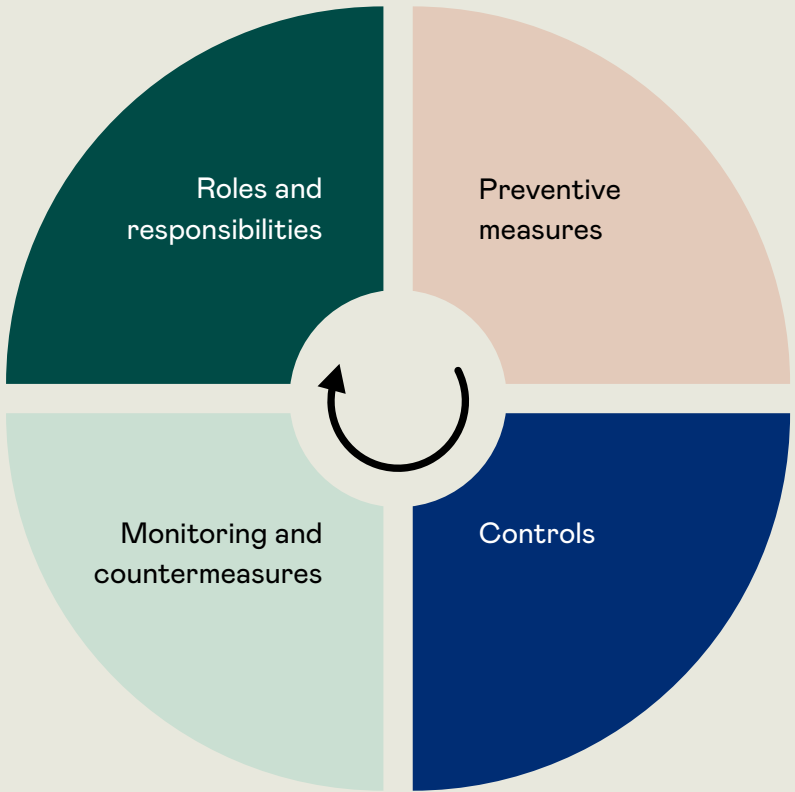 Roles and
responsibilities
Preventive
measures
Monitoring and
countermeasures
Controls